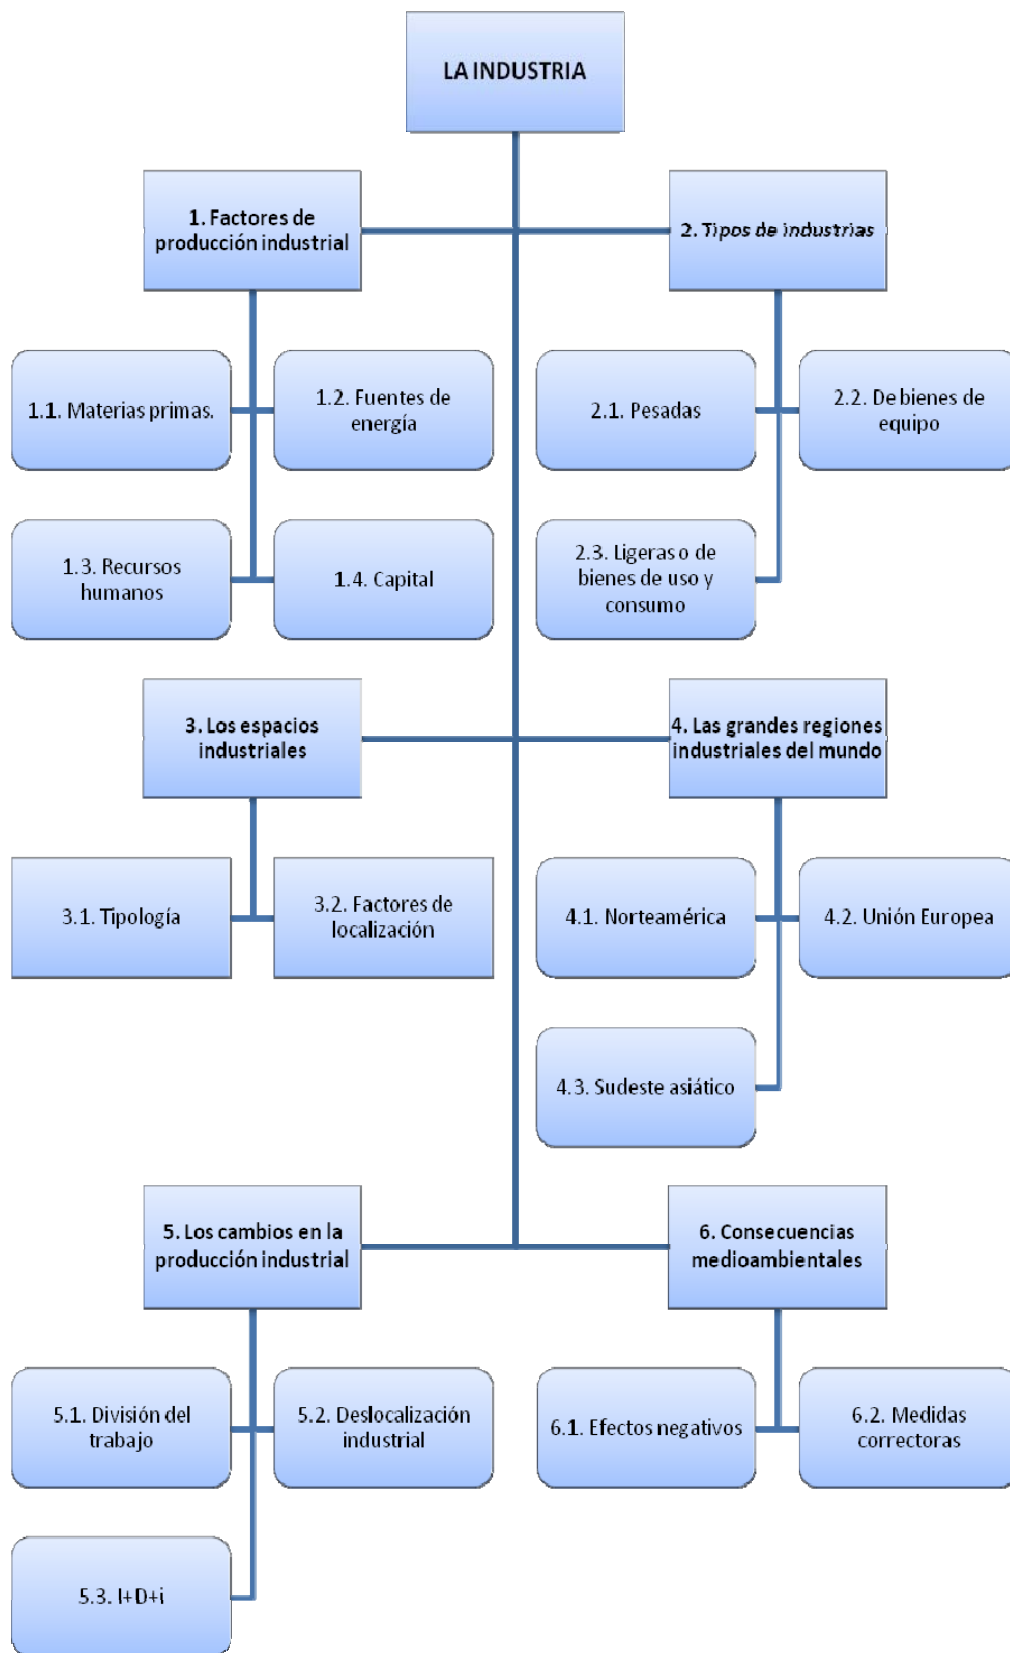 LA INDUSTRIA
1. Factores de
producción industrial
2. Tipos de industrias
1.1. Materias primas.
1.2. Fuentes de
energía
2.1. Pesadas
2.2. De bienes de
equipo
1.3. Recursos
humanos
1.4. Capital
2.3. Ligeras o de
bienes de uso y
consumo
3. Los espacios
industriales
4. Las grandes regiones
industriales del mundo
3.1. Tipología
3.2. Factores de
localización
4.1. Norteamérica
4.2. Unión Europea
4.3. Sudeste asiático
5. Los cambios en la
producción industrial
6. Consecuencias
medioambientales
5.1. División del
trabajo
5.2. Deslocalización
industrial
6.1. Efectos negativos
6.2. Medidas
correctoras
5.3. I+D+i